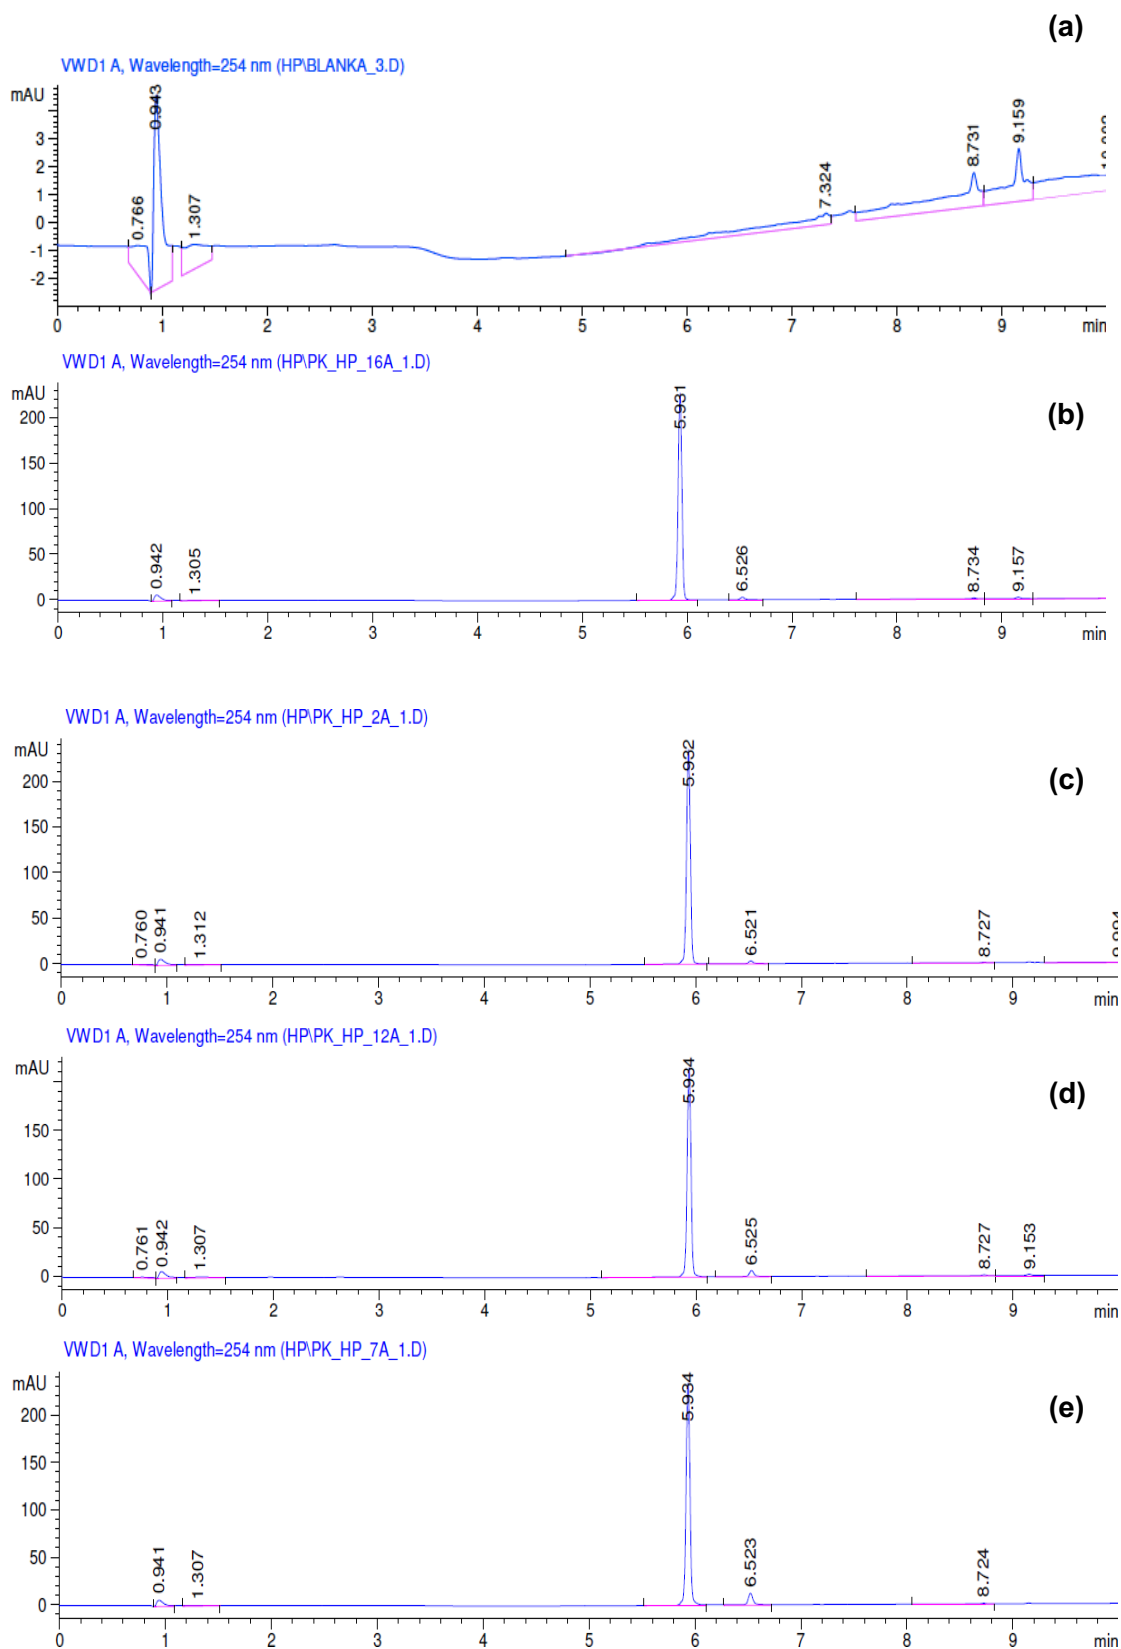 (a)
VWD1 A, Wavelength=254 nm (HP\BLANKA_3.D)
mAU
3
2
1
0
-1
-2
0.766
0.943
1.307
7.324
8.731
9.159
0 1 2 3 4 5 6 7 8 9 min
VWD1 A, Wavelength=254 nm (HP\PK_HP_16A_1.D)
mAU
(b)
200
150
100
50
0
0.942
1.305
5.931
6.526
8.734
9.157
0 1 2 3 4 5 6 7 8 9 min
VWD1 A, Wavelength=254 nm (HP\PK_HP_2A_1.D)
mAU
(c)
200
150
100
50
0
0.760
0.941
1.312
5.932
6.521
8.727
0 1 2 3 4 5 6 7 8 9 min
VWD1 A, Wavelength=254 nm (HP\PK_HP_12A_1.D)
mAU
(d)
150
100
50
0
0.761
0.942
1.307
5.934
6.525
8.727
9.153
0 1 2 3 4 5 6 7 8 9 min
VWD1 A, Wavelength=254 nm (HP\PK_HP_7A_1.D)
mAU
(e)
200
150
100
50
0
0.941
1.307
5.934
6.523
8.724
0 1 2 3 4 5 6 7 8 9 min